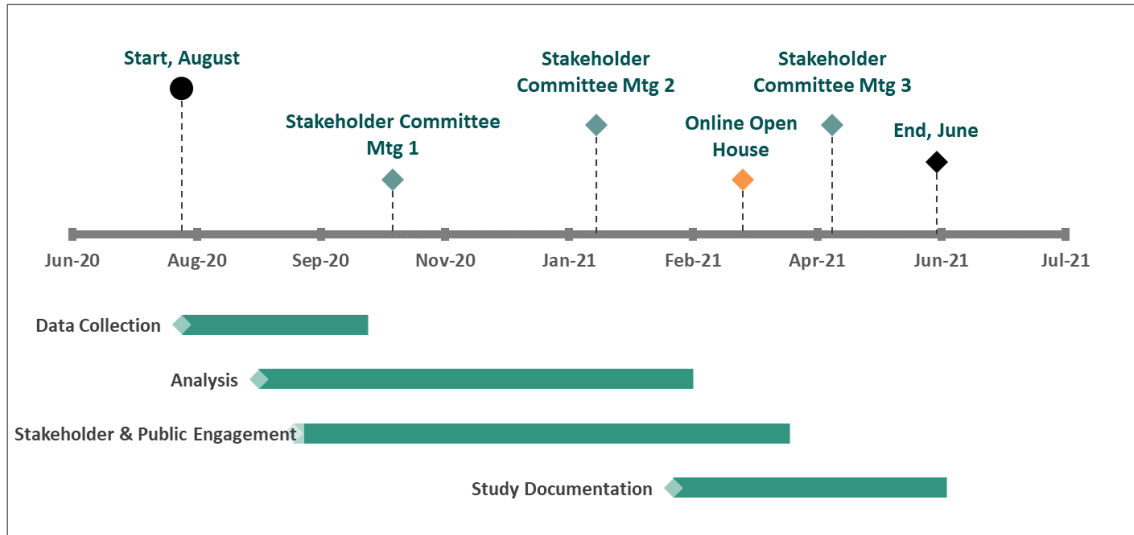 Start, August
Stakeholder Committee
Mtg 1
Stakeholder
Committee Mtg 2
Online Open
House
Stakeholder
Committee Mtg 3
End, June
Jun-20
Aug-20
Sep-20
Nov-20
Jan-21
Feb-21
Apr-21
Jun-21
Jul-21
Data Collection
Analysis
Stakeholder & Public Engagement
Study Documentation